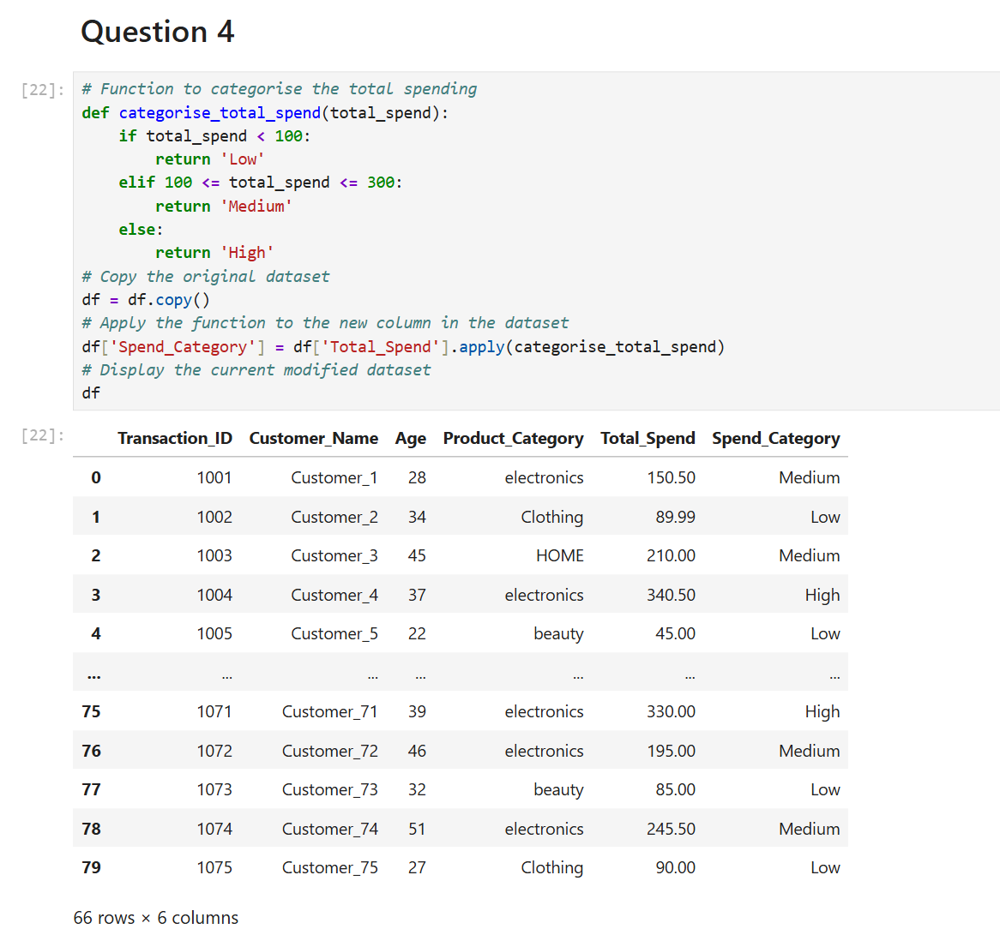 Question 4
[22]:
# Function to categorise the total spending
def categorise_total_spend(total_spend):
    if total_spend < 100:
        return 'Low'
    elif 100 <= total_spend <= 300:
        return 'Medium'
    else:
        return 'High'
# Copy the original dataset
df = df.copy()
# Apply the function to the new column in the dataset
df['Spend_Category'] = df['Total_Spend'].apply(categorise_total_spend)
# Display the current modified dataset
df
[22]:
Transaction_ID Customer_Name Age Product_Category Total_Spend Spend_Category
0 1001 Customer_1 28 electronics 150.50 Medium
1 1002 Customer_2 34 Clothing 89.99 Low
2 1003 Customer_3 45 HOME 210.00 Medium
3 1004 Customer_4 37 electronics 340.50 High
4 1005 Customer_5 22 beauty 45.00 Low
... ... ... ... ... ... ...
75 1071 Customer_71 39 electronics 330.00 High
76 1072 Customer_72 46 electronics 195.00 Medium
77 1073 Customer_73 32 beauty 85.00 Low
78 1074 Customer_74 51 electronics 245.50 Medium
79 1075 Customer_75 27 Clothing 90.00 Low
66 rows × 6 columns